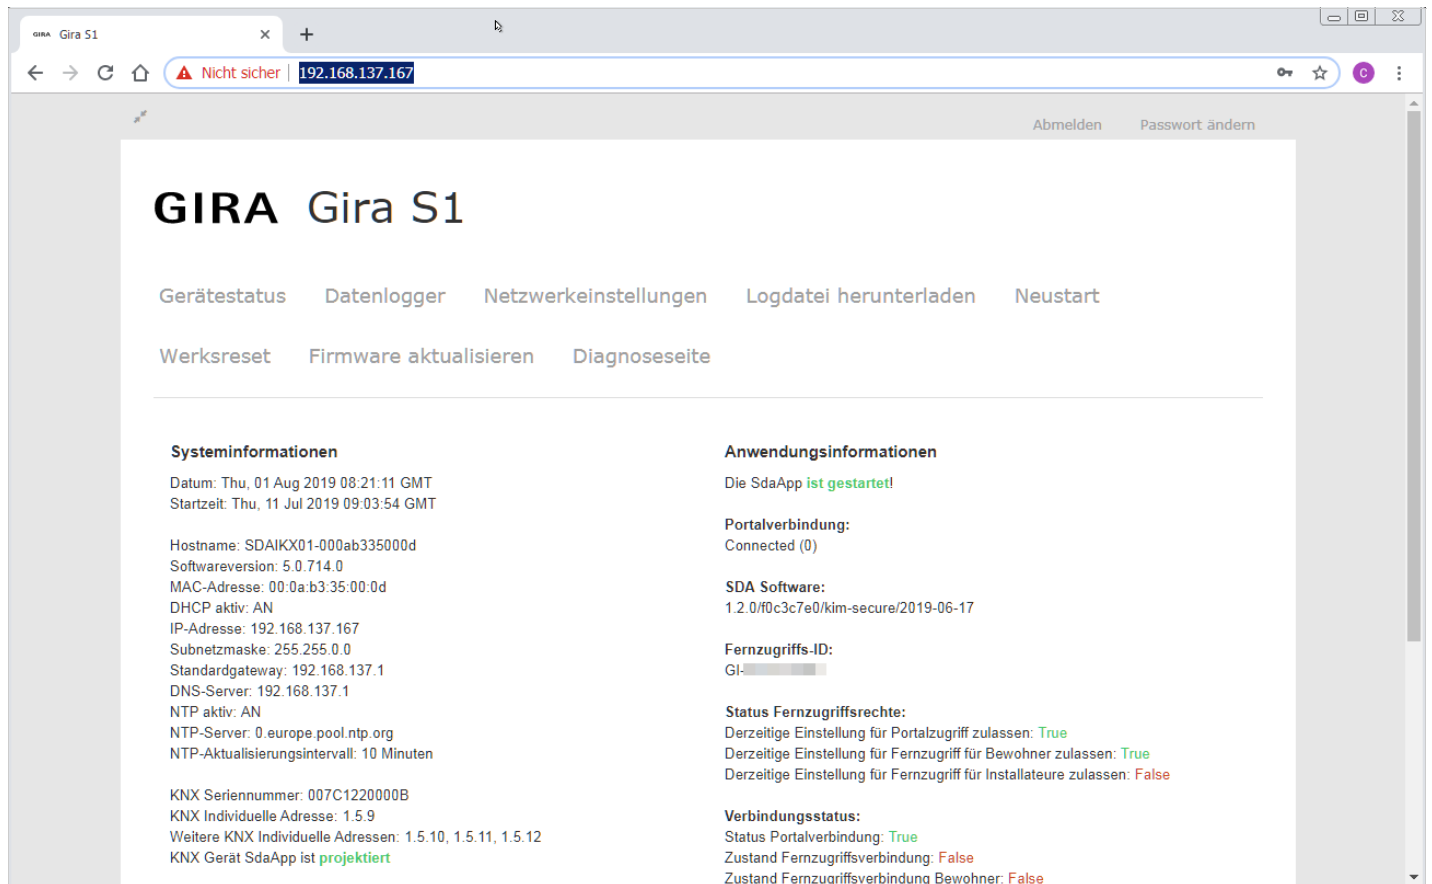 GIRA Gira S1
Nicht sicher 192.168.137.167
C
Abmelden Passwort ändern
GIRA Gira S1
Gerätestatus Datenlogger Netzwerkeinstellungen Logdatei herunterladen Neustart
Werksreset Firmware aktualisieren Diagnoseseite
Systeminformationen
Datum: Thu, 01 Aug 2019 08:21:11 GMT
Startzeit: Thu, 11 Jul 2019 09:03:54 GMT
Hostname: SDAIKX01-000ab335000d
Softwareversion: 5.0.714.0
MAC-Adresse: 00:0a:b3:35:00:0d
DHCP aktiv: AN
IP-Adresse: 192.168.137.167
Subnetzmaske: 255.255.0.0
Standardgateway: 192.168.137.1
DNS-Server: 192.168.137.1
NTP aktiv: AN
NTP-Server: 0.europe.pool.ntp.org
NTP-Aktualisierungsintervall: 10 Minuten
KNX Seriennummer: 007C1220000B
KNX Individuelle Adresse: 1.5.9
Weitere KNX Individuelle Adressen: 1.5.10, 1.5.11, 1.5.12
KNX Gerät SdaApp ist projektiert
Anwendungsinformationen
Die SdaApp ist gestartet!
Portalverbindung:
Connected (0)
SDA Software:
1.2.0/f0c3c7e0/kim-secure/2019-06-17
Fernzugriffs-ID:
GI-
Status Fernzugriffsrechte:
Derzeitige Einstellung für Portalzugriff zulassen: True
Derzeitige Einstellung für Fernzugriff für Bewohner zulassen: True
Derzeitige Einstellung für Fernzugriff für Installateure zulassen: False
Verbindungsstatus:
Status Portalverbindung: True
Zustand Fernzugriffsverbindung: False
Zustand Fernzugriffsverbindung Bewohner: False